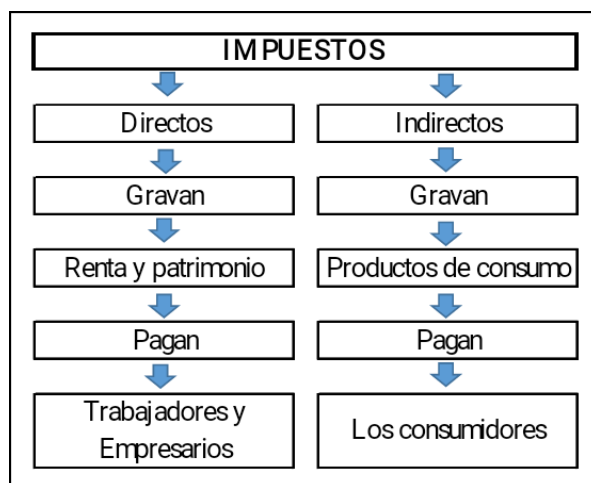 IMPUESTOS
Directos
Indirectos
Gravan
Gravan
Renta y patrimonio
Productos de consumo
Pagan
Pagan
Trabajadores y
Empresarios
Los consumidores